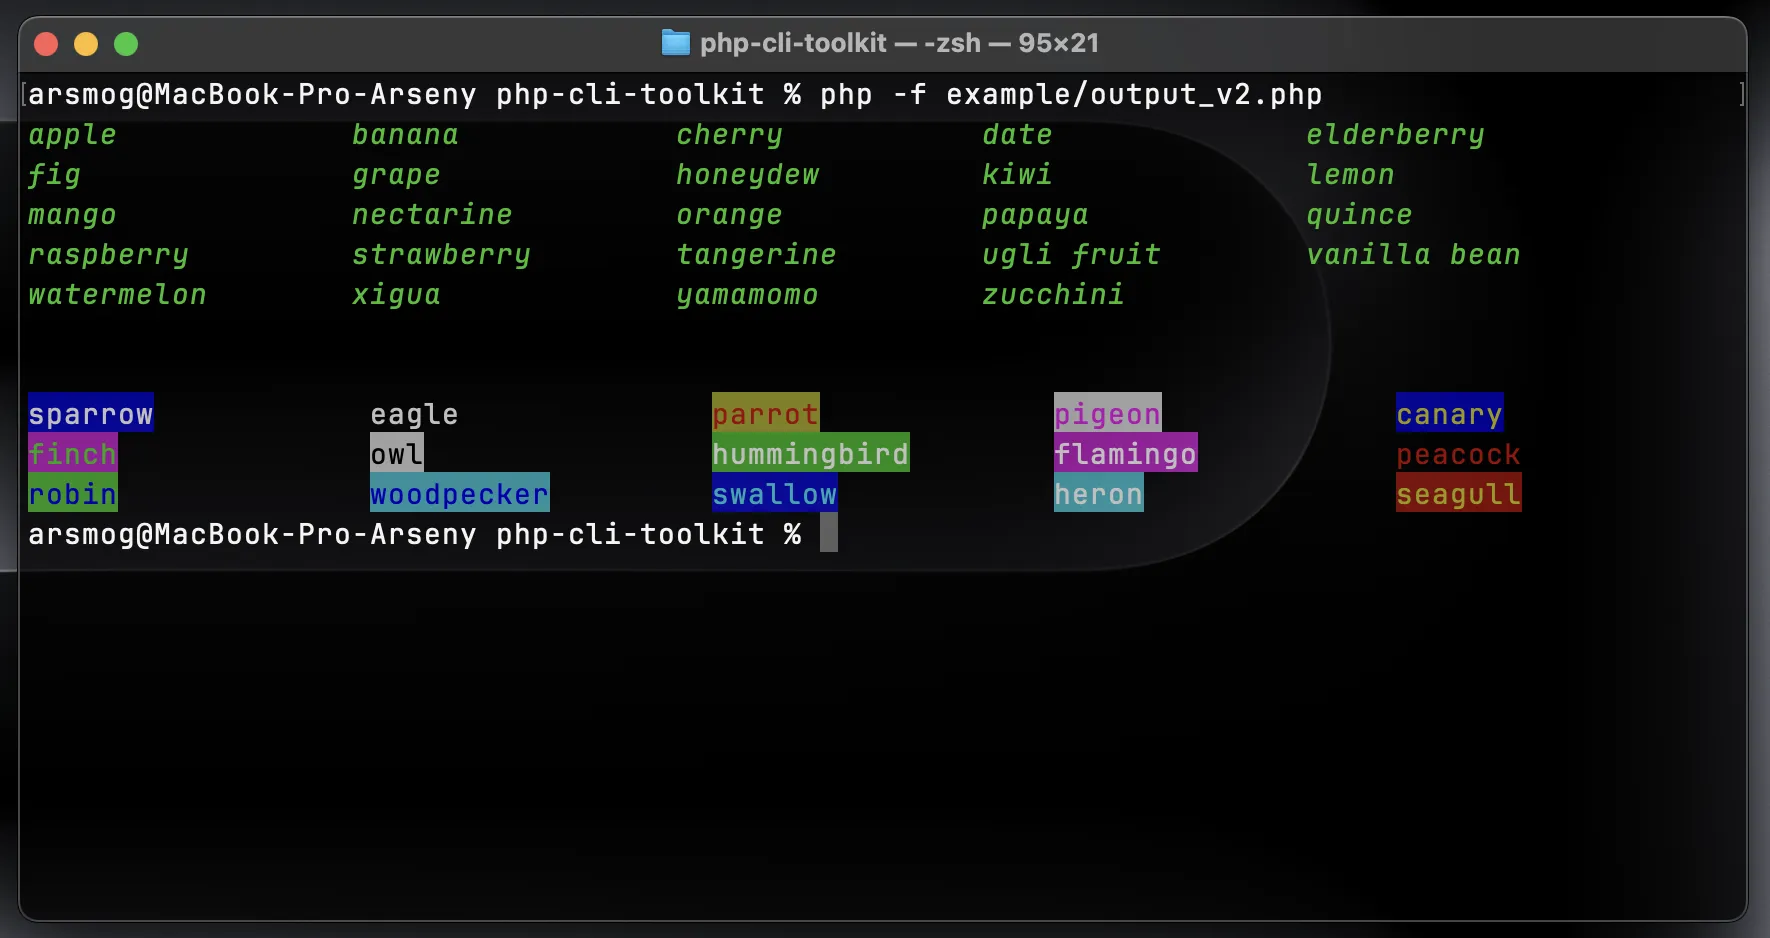 php-cli-toolkit — -zsh — 95×21
arsmog@MacBook-Pro-Arseny php-cli-toolkit % php -f example/output_v2.php
apple banana cherry date elderberry
fig grape honeydew kiwi lemon
mango nectarine orange papaya quince
raspberry strawberry tangerine ugli fruit vanilla bean
watermelon xigua yamamomo zucchini
sparrow eagle parrot pigeon canary
finch owl hummingbird flamingo peacock
robin woodpecker swallow heron seagull
arsmog@MacBook-Pro-Arseny php-cli-toolkit %